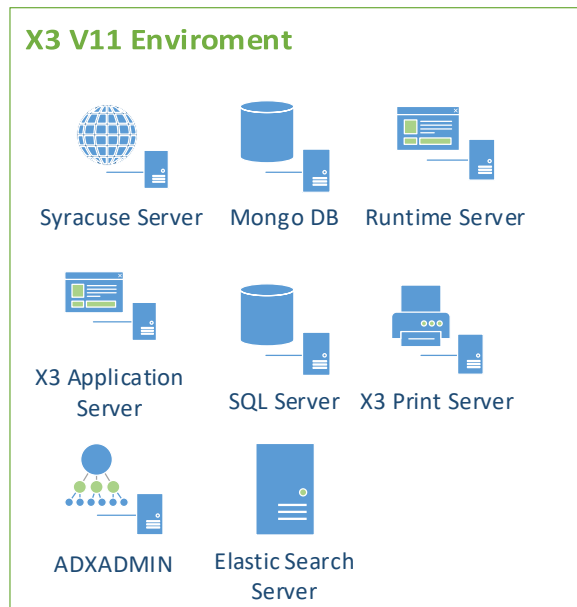 X3 V11 Enviroment
Syracuse Server
Mongo DB
Runtime Server
X3 Application
Server
SQL Server
X3 Print Server
ADXADMIN
Elastic Search
Server